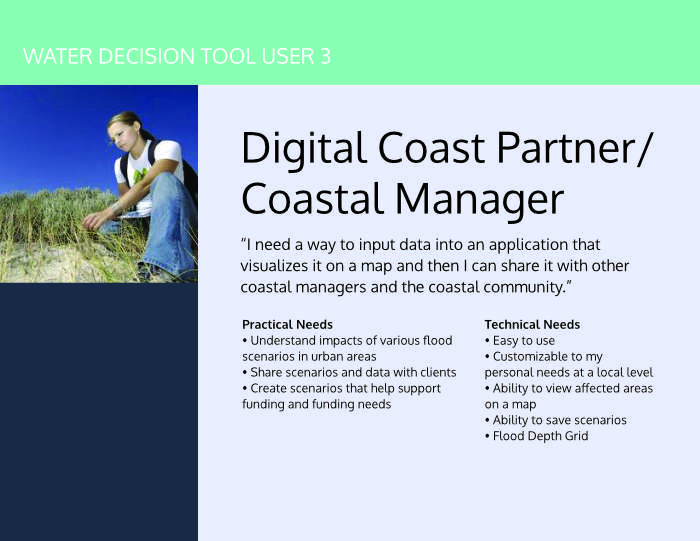 WATER DECISION TOOL USER 3
Digital Coast Partner/
Coastal Manager
“I need a way to input data into an application that
visualizes it on a map and then I can share it with other
coastal managers and the coastal community.”
Practical Needs
• Understand impacts of various flood
scenarios in urban areas
• Share scenarios and data with clients
• Create scenarios that help support
funding and funding needs
Technical Needs
• Easy to use
• Customizable to my
personal needs at a local level
• Ability to view affected areas
on a map
• Ability to save scenarios
• Flood Depth Grid